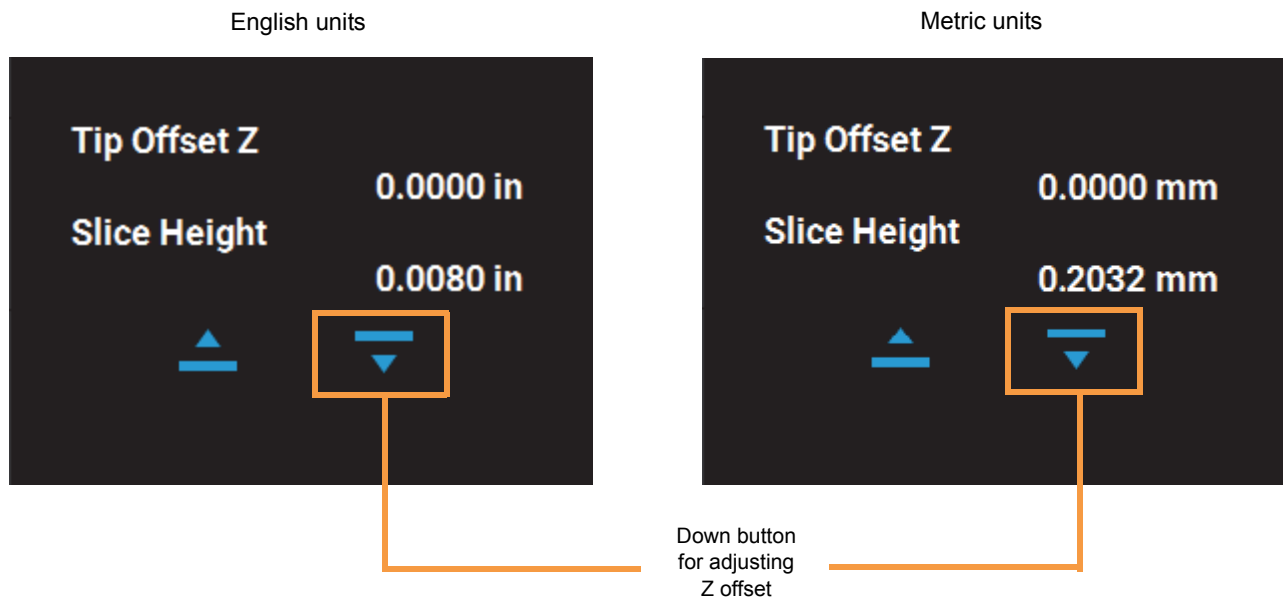 English units
Metric units
Tip Offset Z
0.0000 in
Slice Height
0.0080 in
Tip Offset Z
0.0000 mm
Slice Height
0.2032 mm
Down button
for adjusting
Z offset